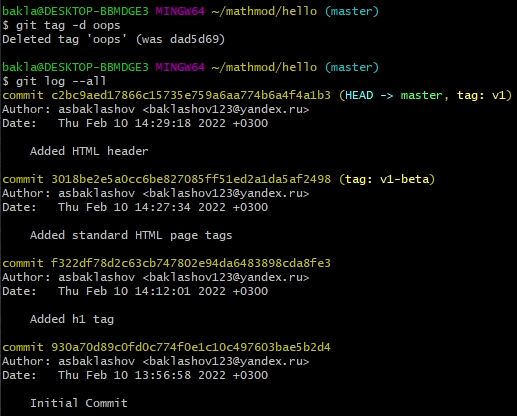 bakla@DESKTOP-BBMDGE3 MINGW64 ~/mathmod/hello (master)
$ git tag -d oops
Deleted tag 'oops' (was dad5d69)
bakla@DESKTOP-BBMDGE3 MINGW64 ~/mathmod/hello (master)
$ git log --all
commit c2bc9aed17866c15735e759a6aa774b6a4f4a1b3 (HEAD -> master, tag: v1)
Author: asbaklashov <baklashov123@yandex.ru>
Date:   Thu Feb 10 14:29:18 2022 +0300
Added HTML header
commit 3018be2e5a0cc6be827085ff51ed2a1da5af2498 (tag: v1-beta)
Author: asbaklashov <baklashov123@yandex.ru>
Date:   Thu Feb 10 14:27:34 2022 +0300
Added standard HTML page tags
commit f322df78d2c63cb747802e94da6483898cda8fe3
Author: asbaklashov <baklashov123@yandex.ru>
Date:   Thu Feb 10 14:12:01 2022 +0300
Added h1 tag
commit 930a70d89c0fd0c774f0e1c10c497603bae5b2d4
Author: asbaklashov <baklashov123@yandex.ru>
Date:   Thu Feb 10 13:56:58 2022 +0300
Initial Commit